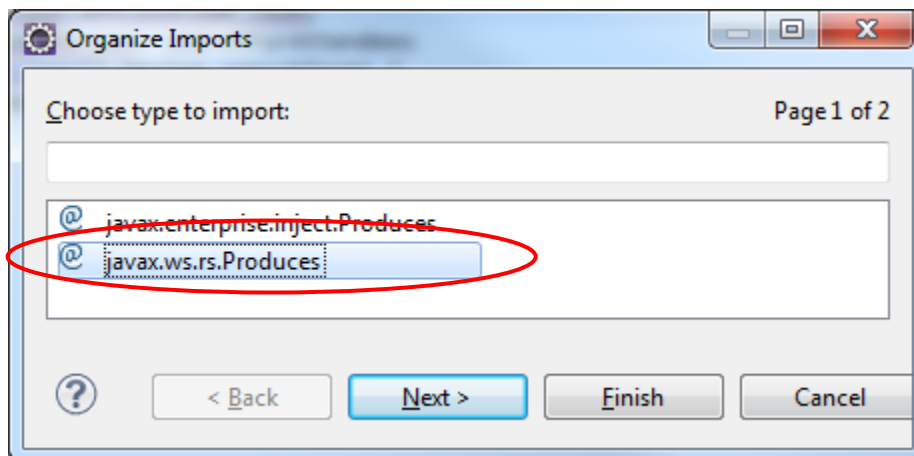 Organize Imports
Choose type to import:
Page 1 of 2
@ javax.enterprise.inject.Produces
@ javax.ws.rs.Produces
?
< Back
Next >
Finish
Cancel